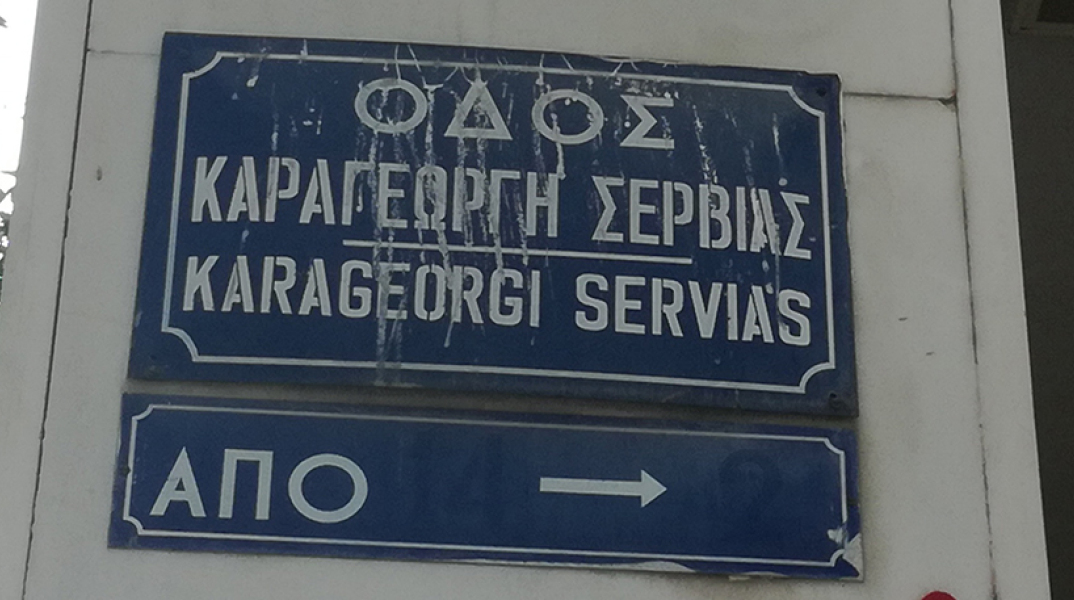 ΟΔΟΣ
ΚΑΡΑΓΕΩΡΓΗ ΣΕΡΒΙΑΣ
KARAGEORGI SERVIAS
ΑΠΟ →